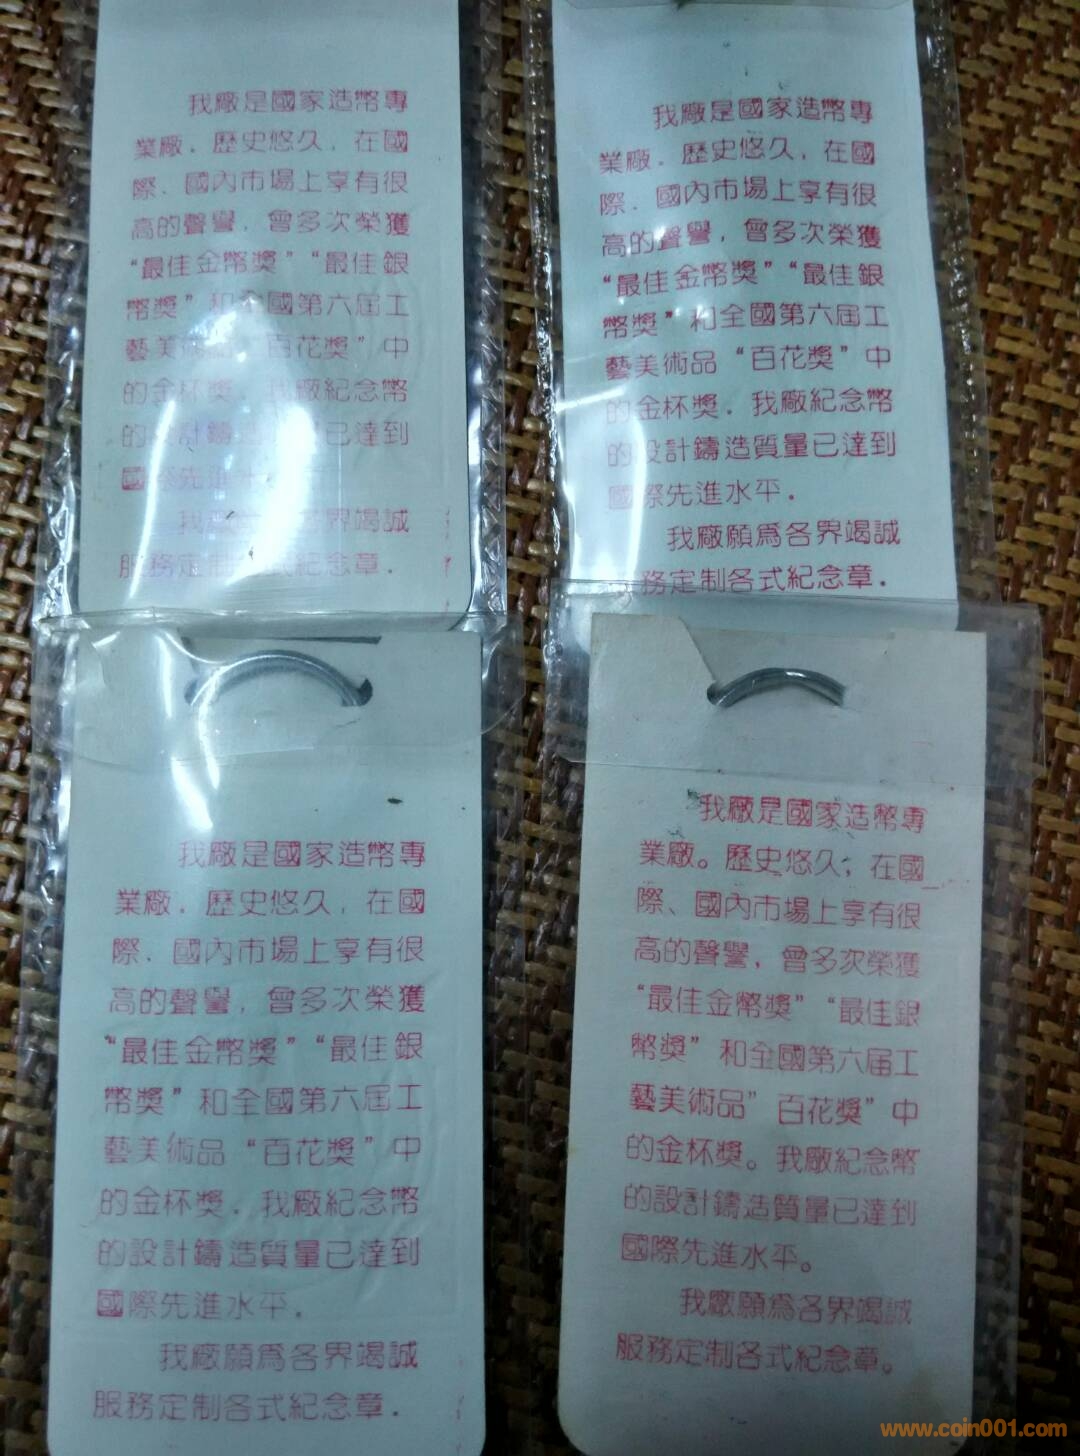 我廠是國家造幣專
業廠．歷史悠久，在國
際、國內市場上享有很
高的聲譽，曾多次榮獲
“最佳金幣獎”“最佳銀
幣獎”和全國第六屆工
藝美術 百花獎”中
的金杯獎．我廠紀念幣
的 計鑄造 已達到
國際先進水
我 各界竭誠
服務定制 紀念章．
我廠是國家造幣專
業廠．歷史悠久，在國
際、國內市場上享有很
高的聲譽，曾多次榮獲
“最佳金幣獎”“最佳銀
幣獎”和全國第六屆工
藝美術品“百花獎”中
的金杯獎．我廠紀念幣
的設計鑄造質量已達到
國際先進水平．
我廠願爲各界竭誠
務定制各式紀念章．
我廠是國家造幣專
業廠．歷史悠久，在國
際、國內市場上享有很
高的聲譽，曾多次榮獲
“最佳金幣獎”“最佳銀
幣獎”和全國第六屆工
藝美術品“百花獎”中
的金杯獎．我廠紀念幣
的設計鑄造質量已達到
國際先進水平．
我廠願爲各界竭誠
服務定制各式紀念章．
我廠是國家造幣專
業廠。歷史悠久；在國
際、國內市場上享有很
高的聲譽，曾多次榮獲
“最佳金幣獎”“最佳銀
幣獎”和全國第六屆工
藝美術品”百花獎”中
的金杯獎。我廠紀念幣
的設計鑄造質量已達到
國際先進水平。
我廠願爲各界竭誠
服務定制各式紀念章。
www.coin001.com